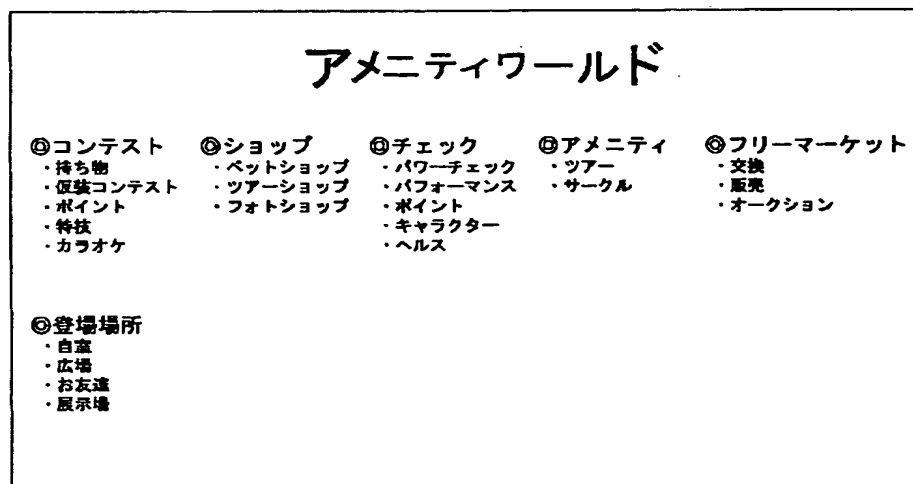 アメニティワールド
◎コンテスト
・持ち物
・仮装コンテスト
・ポイント
・特技
・カラオケ
◎ショップ
・ペットショップ
・ツアーショップ
・フォトショップ
◎チェック
・パワーチェック
・パフォーマンス
・ポイント
・キャラクター
・ヘルス
◎アメニティ
・ツアー
・サークル
◎フリーマーケット
・交換
・販売
・オークション
◎登場場所
・自室
・広場
・お友達
・展示場